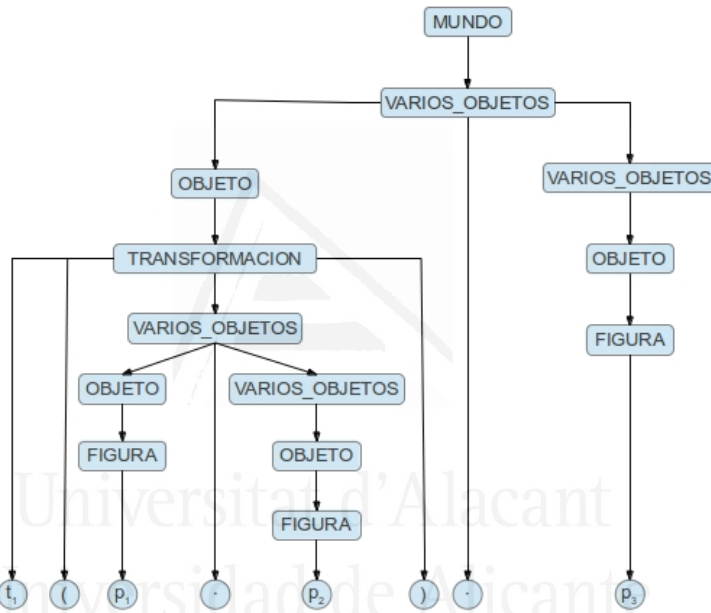 MUNDO
VARIOS_OBJETOS
OBJETO
VARIOS_OBJETOS
TRANSFORMACION
OBJETO
VARIOS_OBJETOS
FIGURA
OBJETO
VARIOS_OBJETOS
FIGURA
OBJETO
FIGURA
Universitat d'Alacant
t₁ ( p₁ · p₂ ) · p₃
Universidad de Alicante